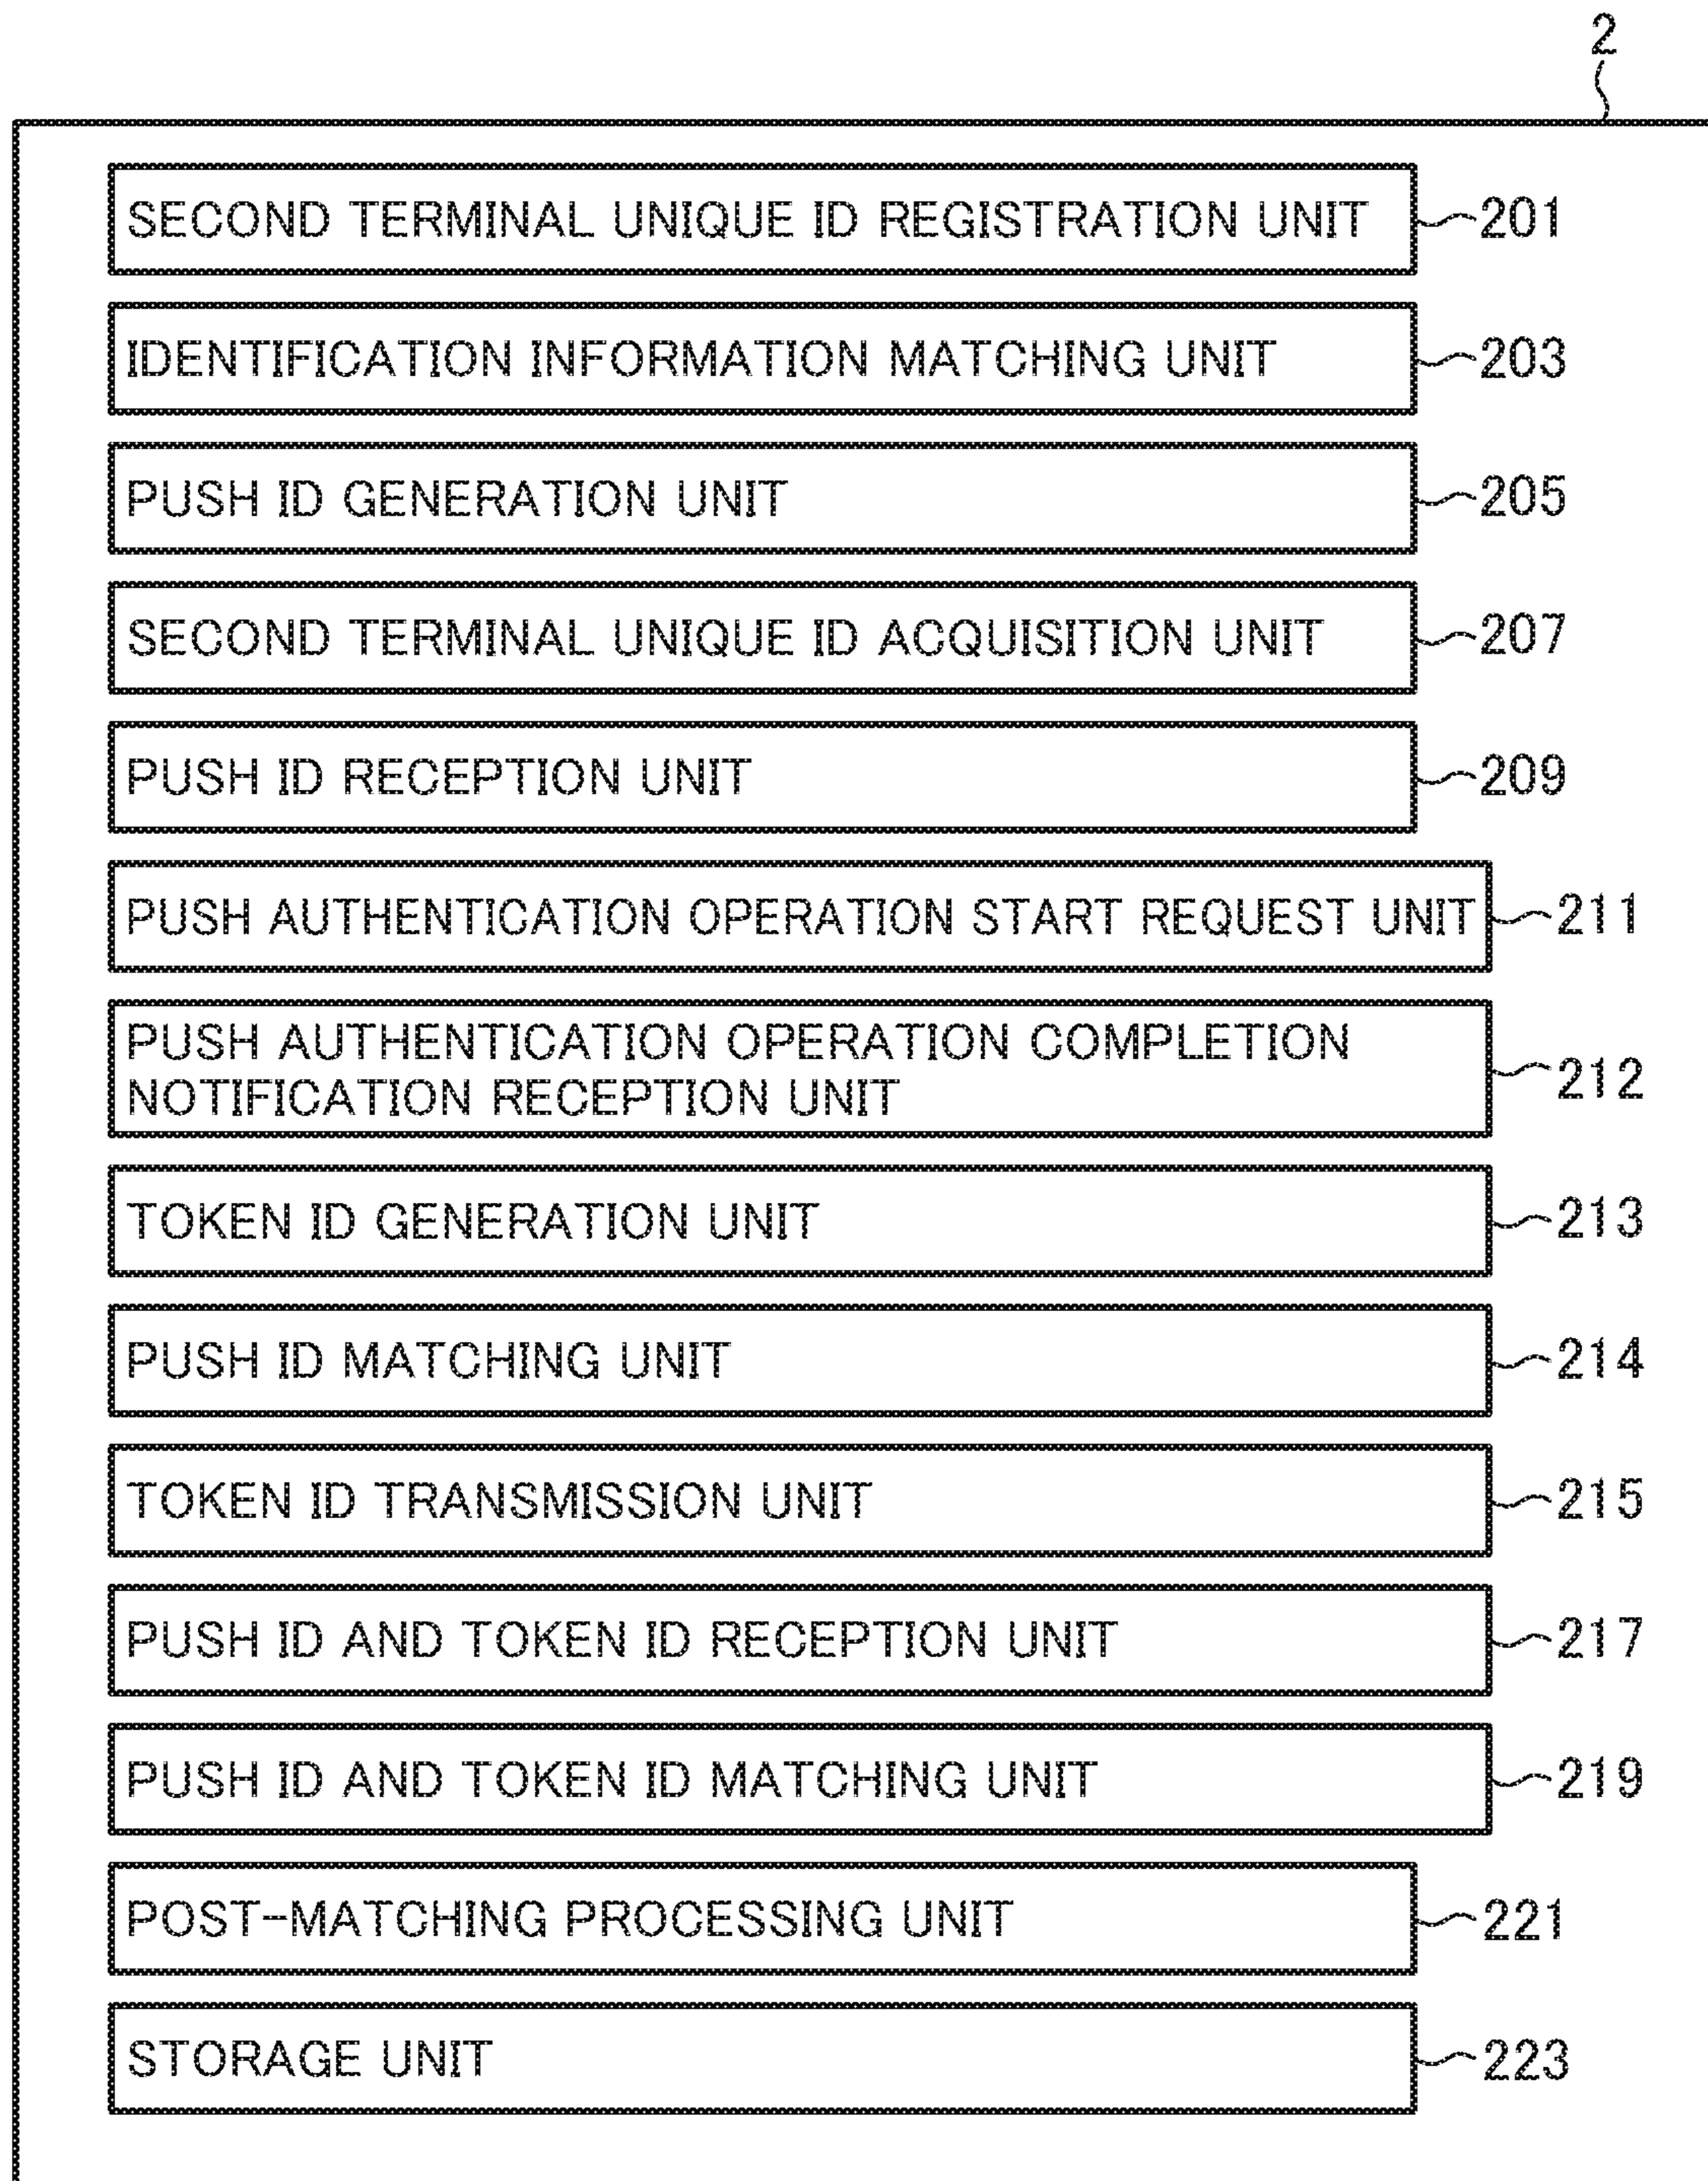 2
SECOND TERMINAL UNIQUE ID REGISTRATION UNIT 201
IDENTIFICATION INFORMATION MATCHING UNIT 203
PUSH ID GENERATION UNIT 205
SECOND TERMINAL UNIQUE ID ACQUISITION UNIT 207
PUSH ID RECEPTION UNIT 209
PUSH AUTHENTICATION OPERATION START REQUEST UNIT 211
PUSH AUTHENTICATION OPERATION COMPLETION
NOTIFICATION RECEPTION UNIT 212
TOKEN ID GENERATION UNIT 213
PUSH ID MATCHING UNIT 214
TOKEN ID TRANSMISSION UNIT 215
PUSH ID AND TOKEN ID RECEPTION UNIT 217
PUSH ID AND TOKEN ID MATCHING UNIT 219
POST-MATCHING PROCESSING UNIT 221
STORAGE UNIT 223